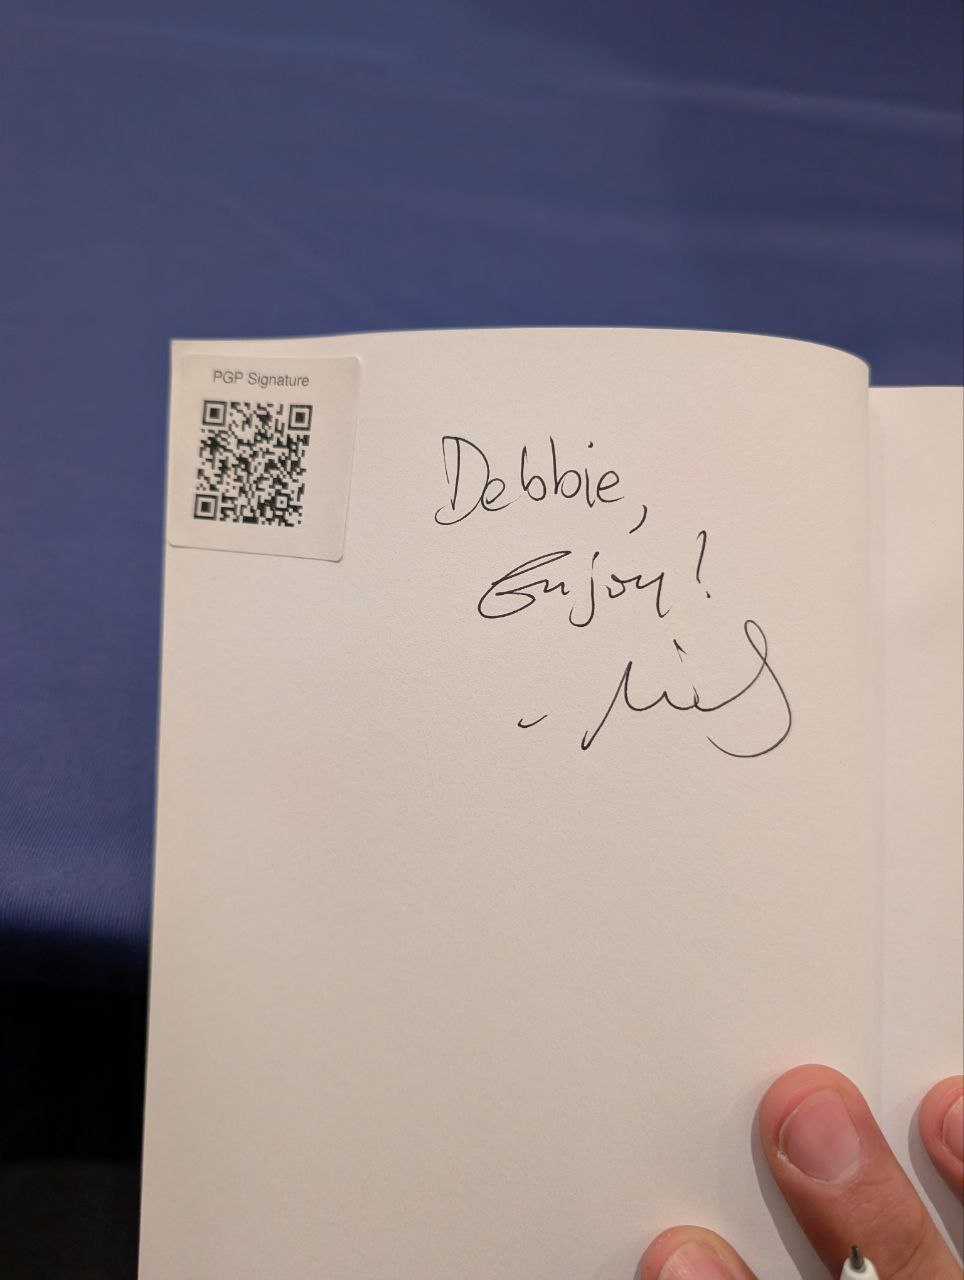 PGP Signature
Debbie,
Enjoy!